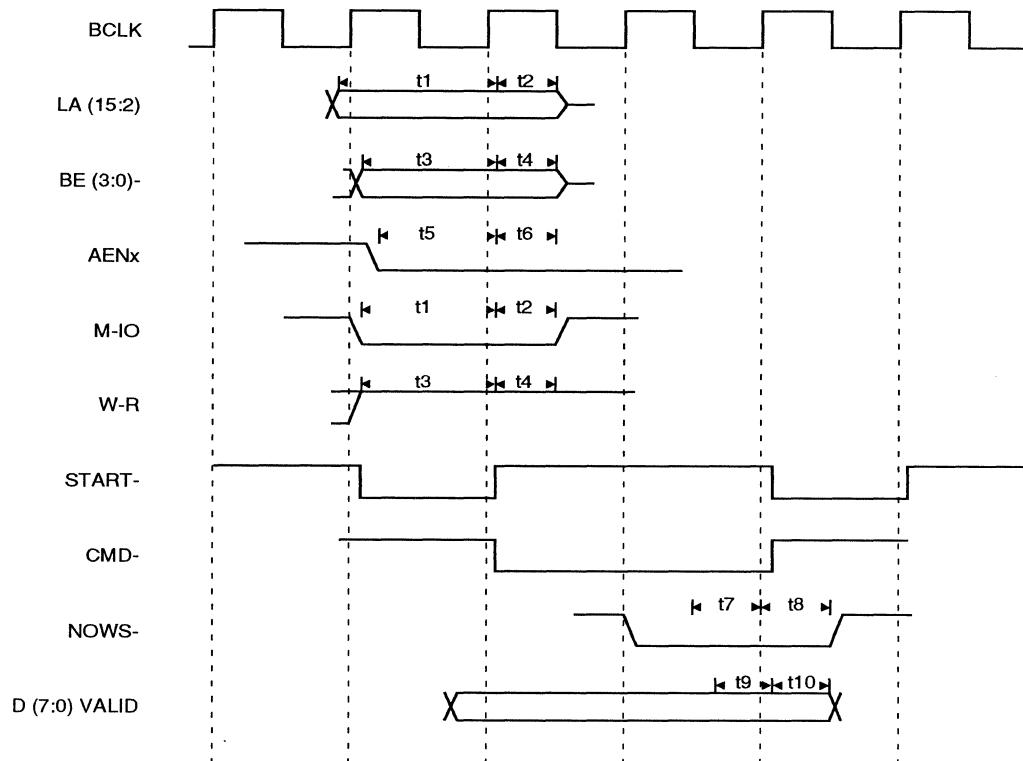 BCLK
LA (15:2)
t1 t2
BE (3:0)-
t3 t4
AENx
t5 t6
M-IO
t1 t2
W-R
t3 t4
START-
CMD-
NOWS-
t7 t8
D (7:0) VALID
t9 t10